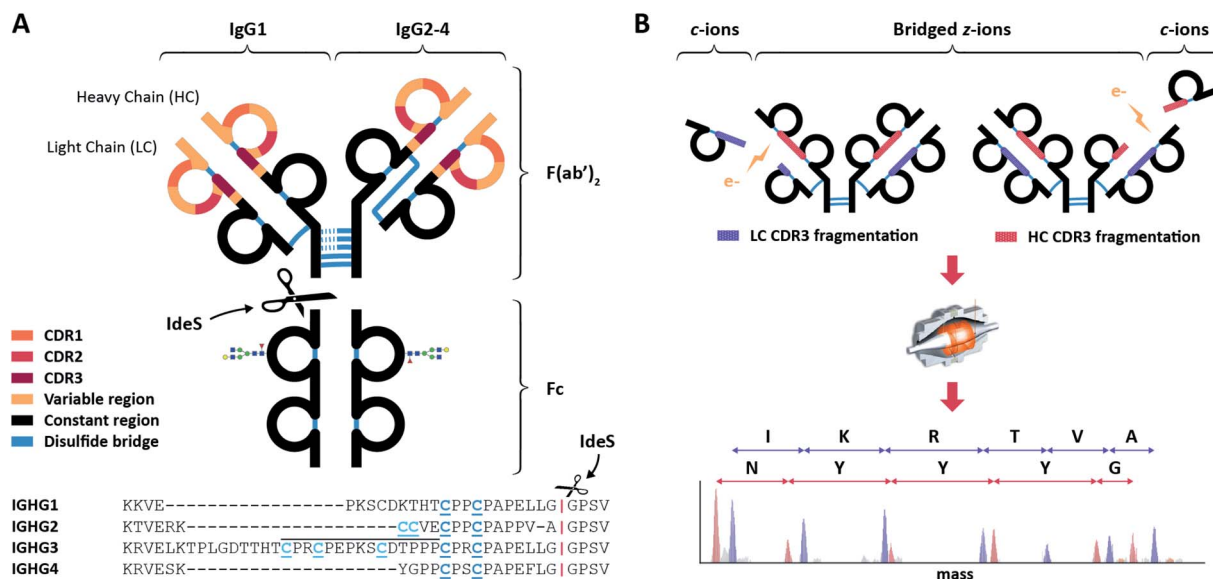 A
IgG1
IgG2-4
Heavy Chain (HC)
Light Chain (LC)
F(ab')2
IdeS
CDR1
CDR2
CDR3
Variable region
Constant region
Disulfide bridge
Fc
IdeS
IGHG1 KKVE-----------------PKSCDKTHTCPPCPAPELLG|GPSV
IGHG2 KTVERK--------------------CCVECPPCPAPPV-A|GPSV
IGHG3 KRVELKTPLGDTTHTCPRCPEPKSCDTPPPCPRCPAPELLG|GPSV
IGHG4 KRVESK--------------------YGPPCPSCPAPEFLG|GPSV
B
c-ions
Bridged z-ions
c-ions
e-
e-
LC CDR3 fragmentation
HC CDR3 fragmentation
I K R T V A
N Y Y Y G
mass